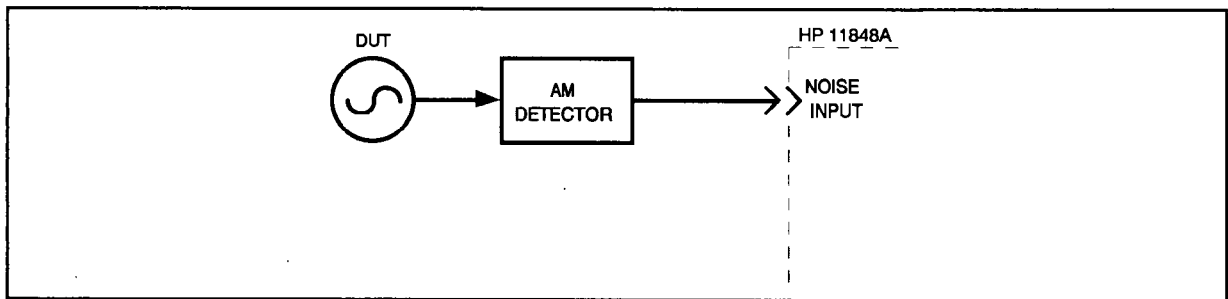 DUT
HP 11848A
AM
DETECTOR
NOISE
INPUT